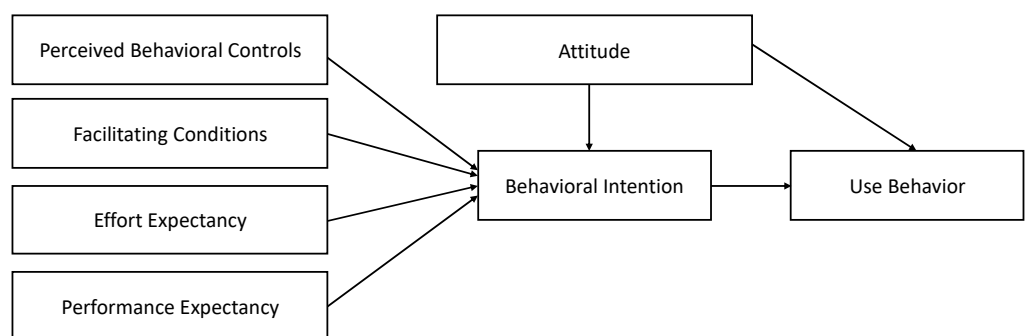 Perceived Behavioral Controls
Attitude
Facilitating Conditions
Behavioral Intention
Use Behavior
Effort Expectancy
Performance Expectancy